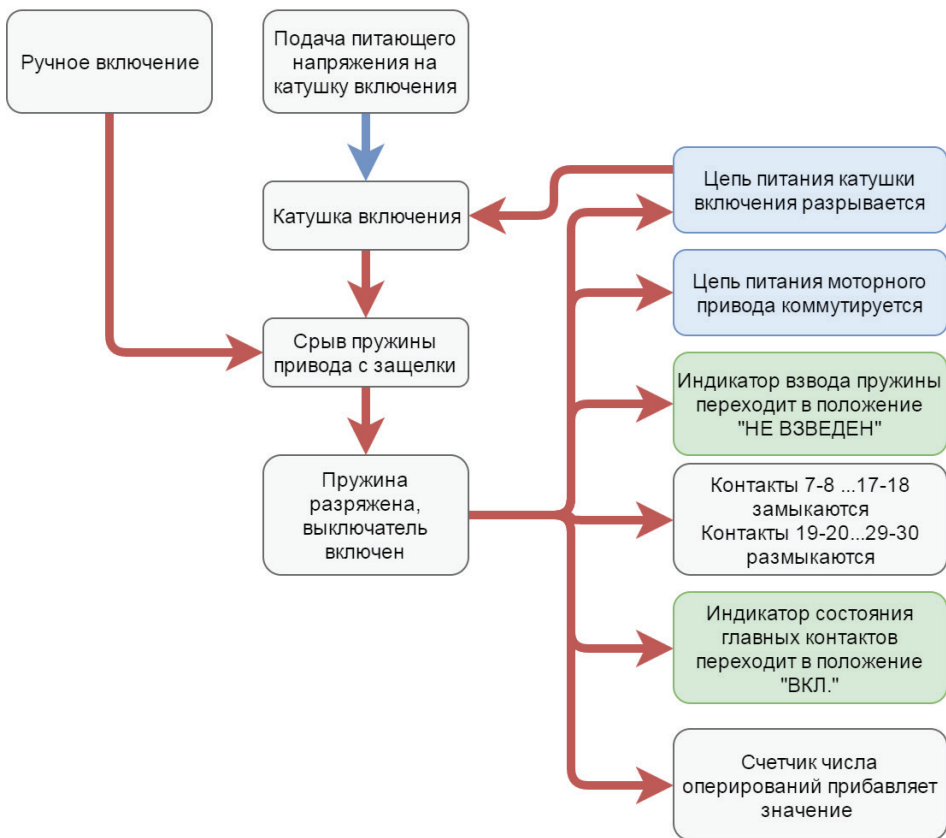 Ручное включение
Подача питающего
напряжения на
катушку включения
Катушка включения
Срыв пружины
привода с защелки
Пружина
разряжена,
выключатель
включен
Цепь питания катушки
включения разрывается
Цепь питания моторного
привода коммутируется
Индикатор взвода пружины
переходит в положение
"НЕ ВЗВЕДЕН"
Контакты 7-8 ...17-18
замыкаются
Контакты 19-20...29-30
размыкаются
Индикатор состояния
главных контактов
переходит в положение
"ВКЛ."
Счетчик числа
оперирований прибавляет
значение